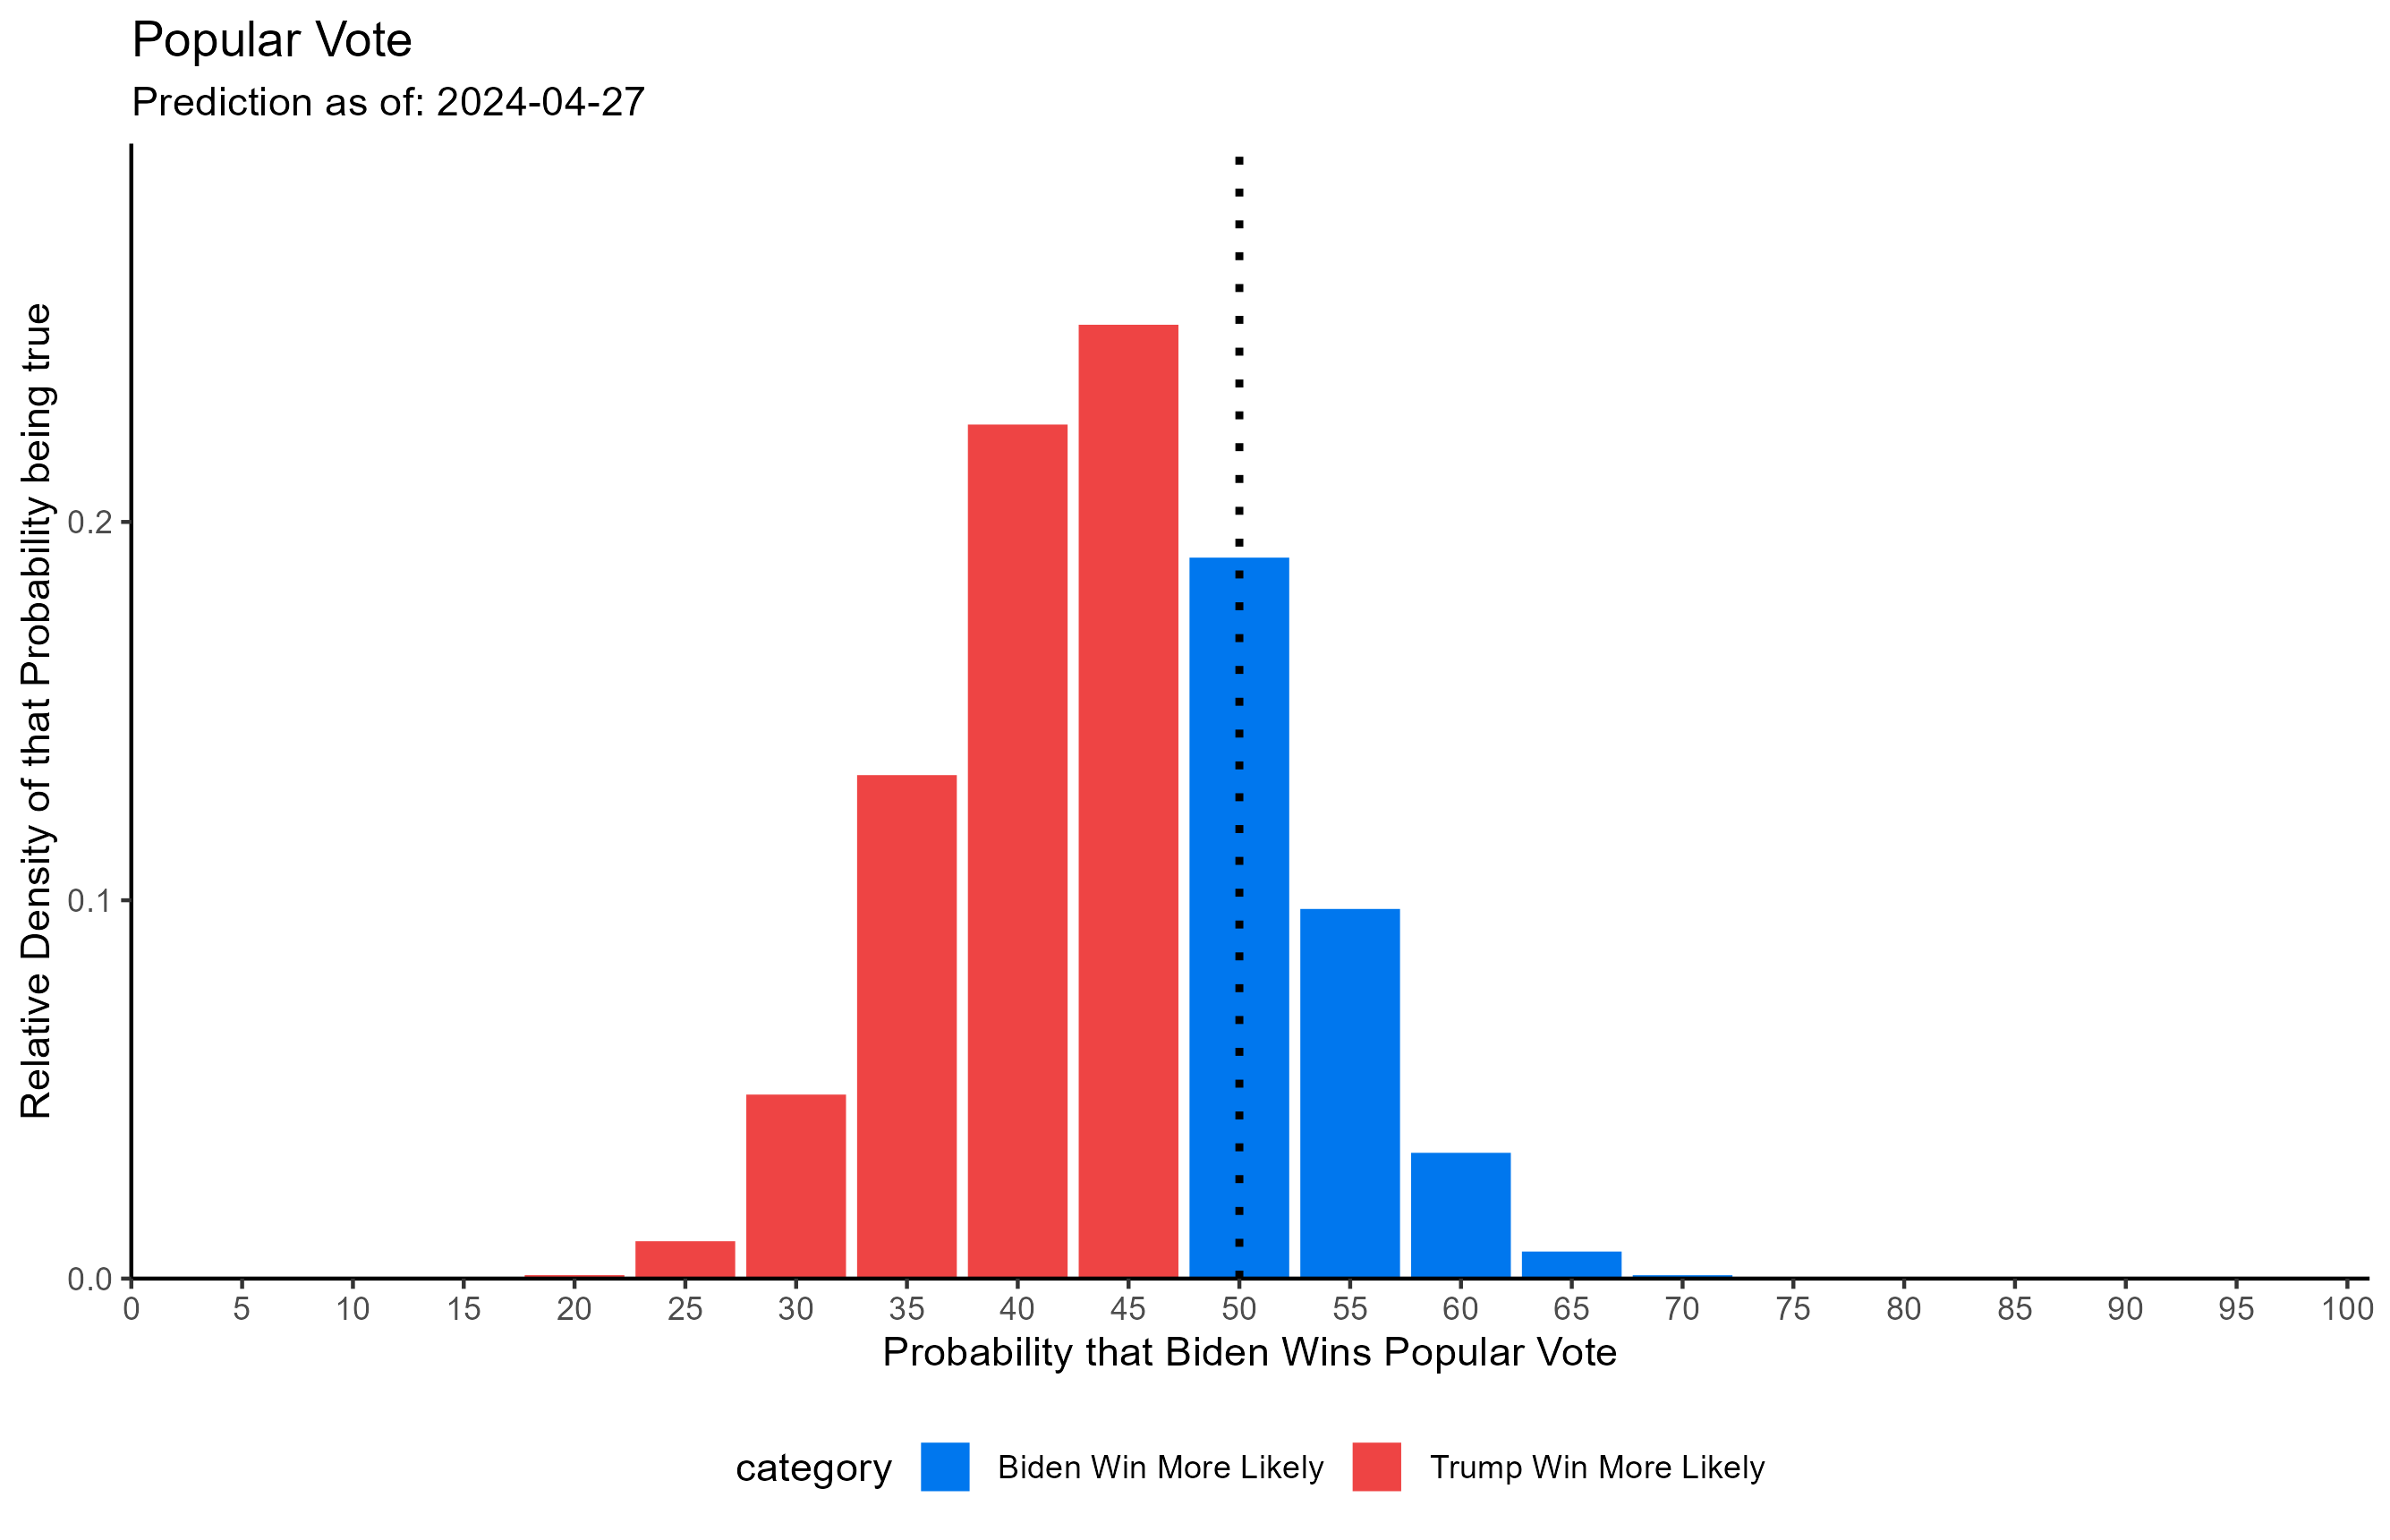 Popular Vote
Prediction as of: 2024-04-27
Relative Density of that Probability being true
0.2
0.1
0.0
0 5 10 15 20 25 30 35 40 45 50 55 60 65 70 75 80 85 90 95 100
Probability that Biden Wins Popular Vote
category Biden Win More Likely Trump Win More Likely